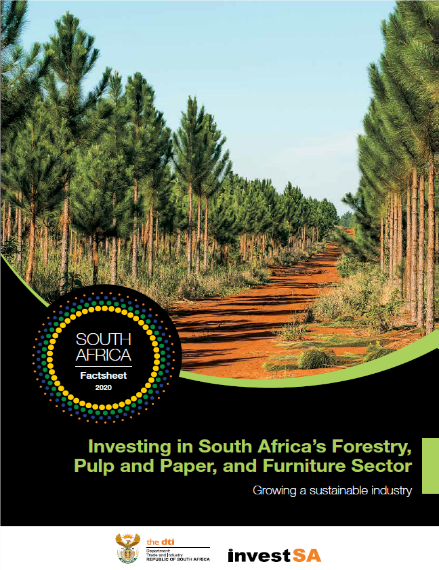 SOUTH
AFRICA
Factsheet
2020
Investing in South Africa's Forestry,
Pulp and Paper, and Furniture Sector
Growing a sustainable industry
the dti
Department:
Trade and Industry
REPUBLIC OF SOUTH AFRICA
investSA